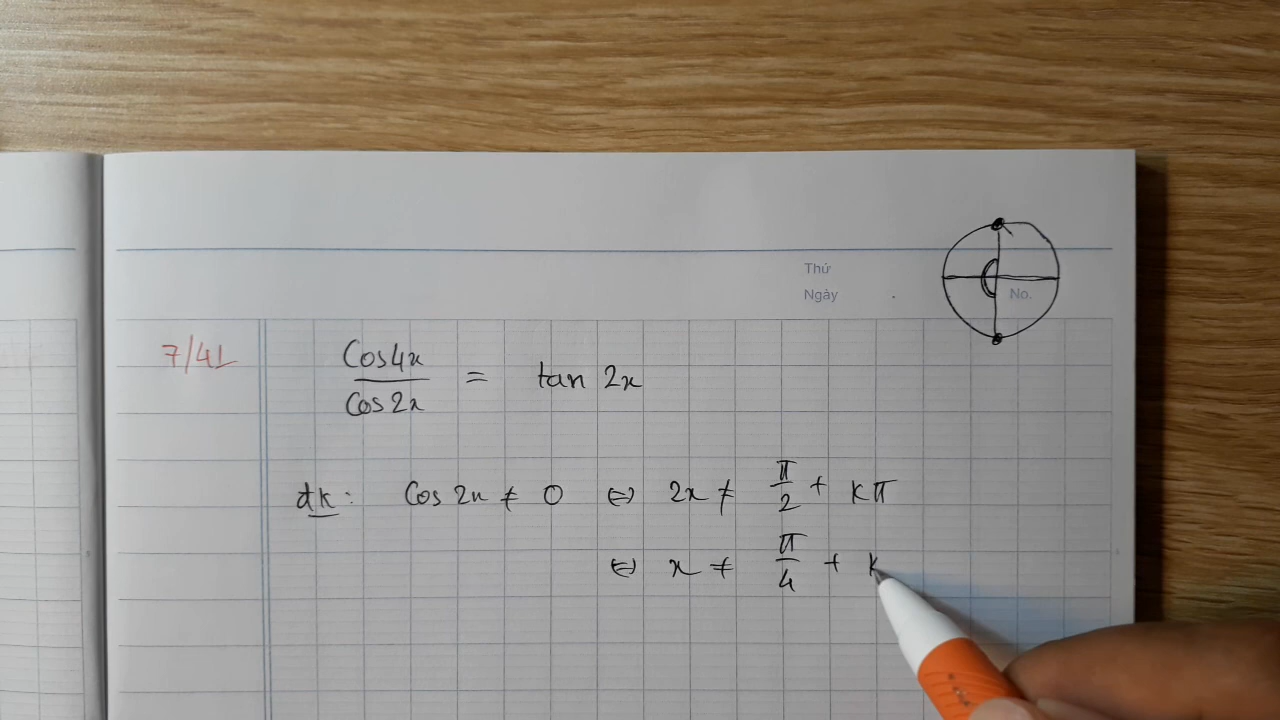 Thứ
Ngày
No.
7/41
Cos4x / Cos2x = tan 2x
đk: Cos 2x ≠ 0 ⇔ 2x ≠ π/2 + kπ
⇔ x ≠ π/4 + k